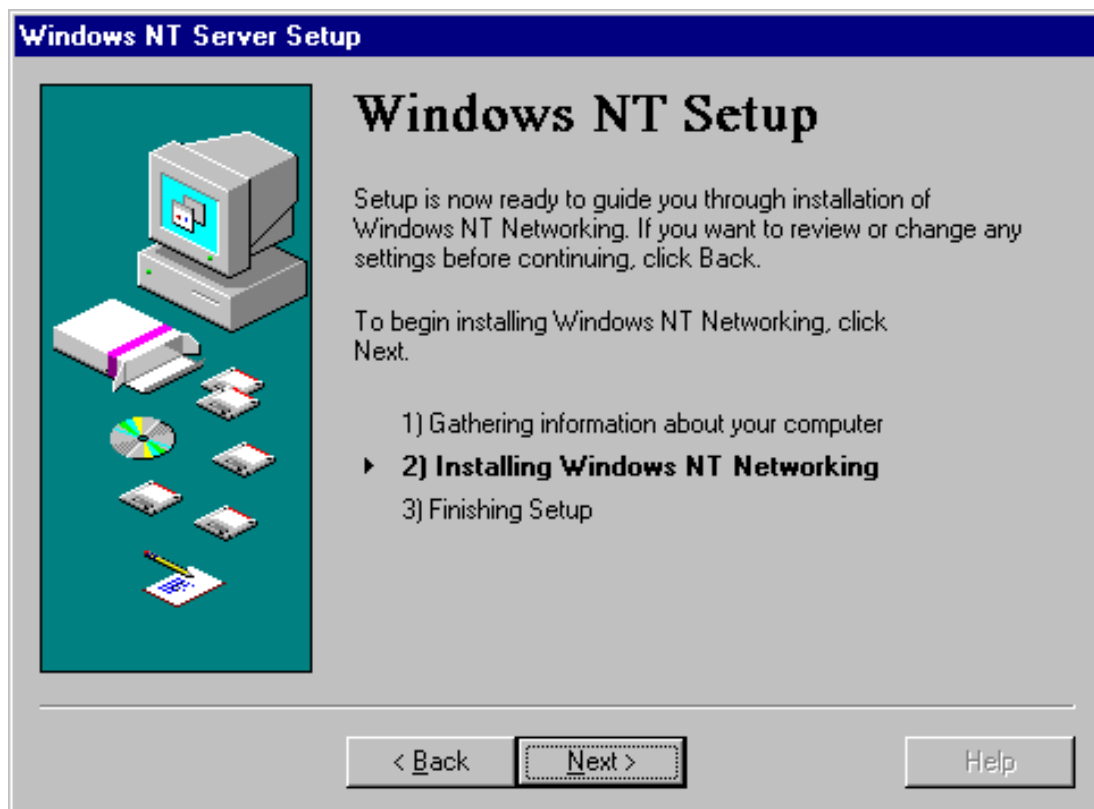 Windows NT Server Setup
Windows NT Setup
Setup is now ready to guide you through installation of
Windows NT Networking. If you want to review or change any
settings before continuing, click Back.
To begin installing Windows NT Networking, click
Next.
1) Gathering information about your computer
2) Installing Windows NT Networking
3) Finishing Setup
< Back Next > Help